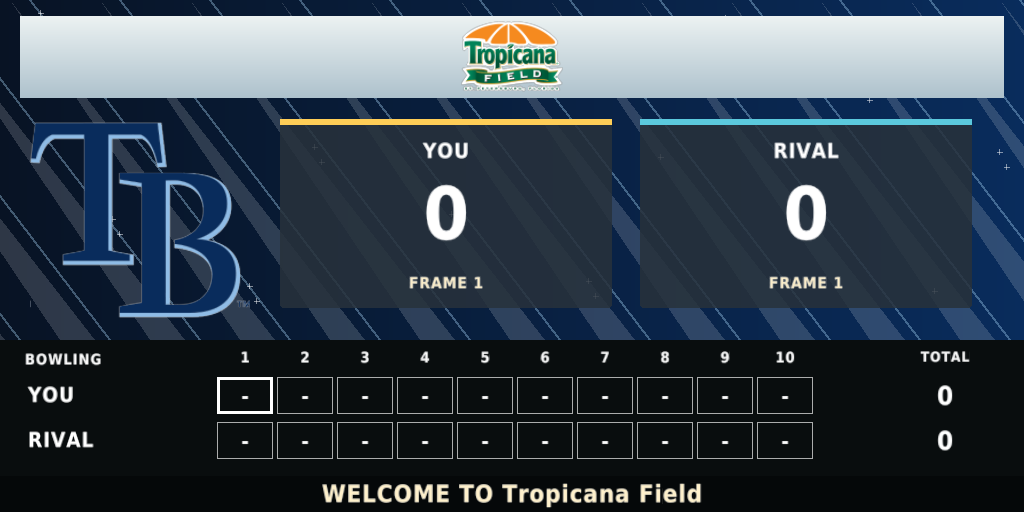 Tropicana
FIELD
TB
YOU
0
FRAME 1
RIVAL
0
FRAME 1
BOWLING 1 2 3 4 5 6 7 8 9 10 TOTAL
YOU - - - - - - - - - - 0
RIVAL - - - - - - - - - - 0
WELCOME TO Tropicana Field